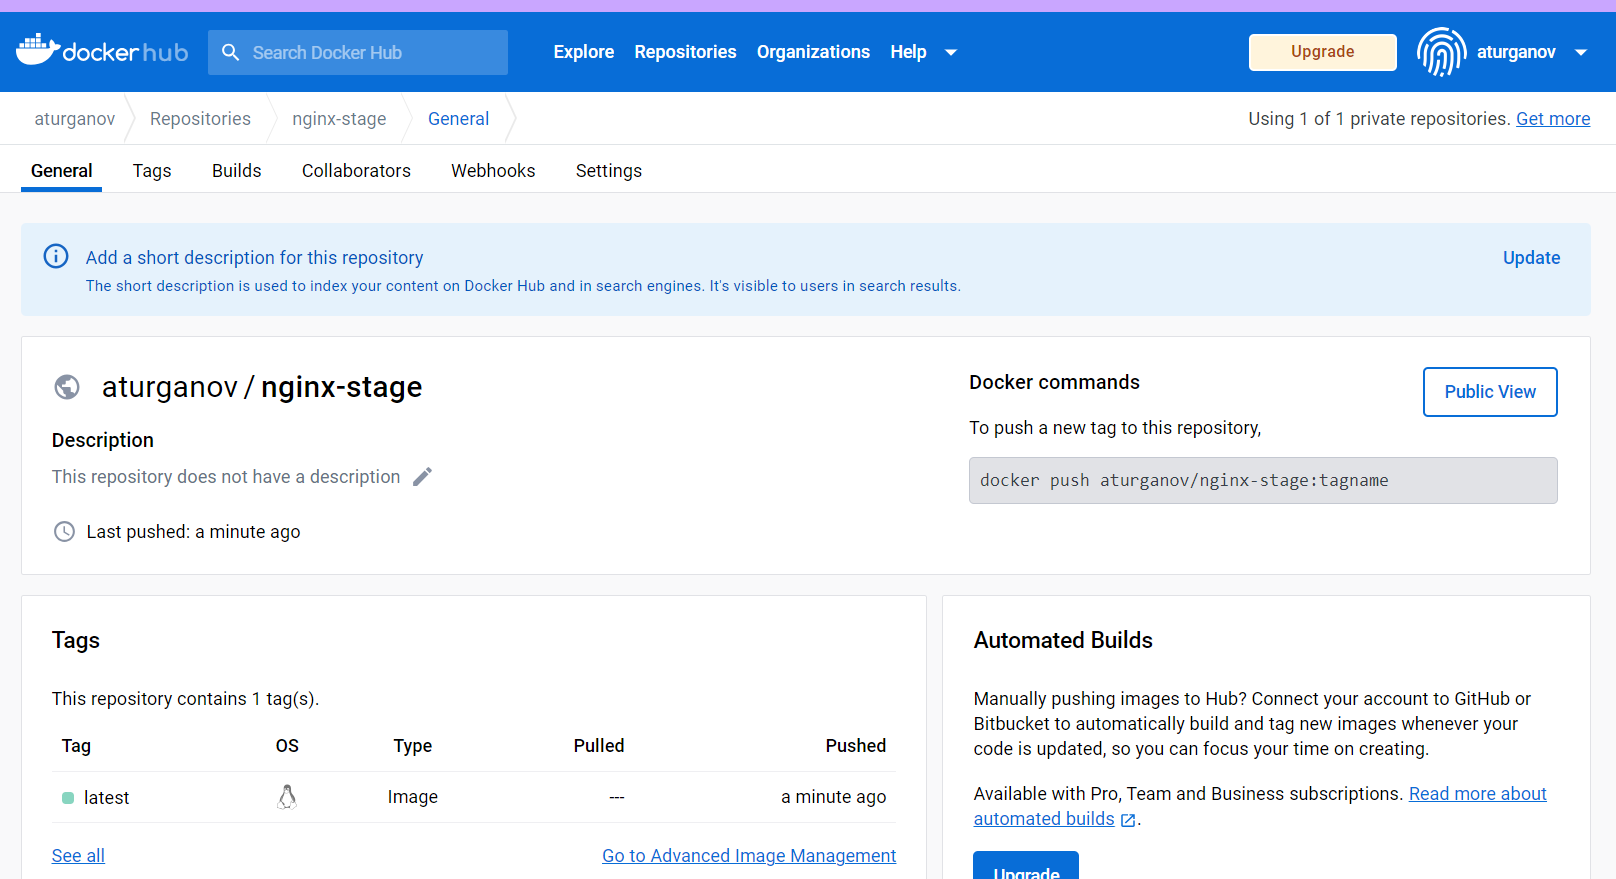 docker hub
Search Docker Hub
Explore Repositories Organizations Help
Upgrade
aturganov
aturganov Repositories nginx-stage General
Using 1 of 1 private repositories. Get more
General Tags Builds Collaborators Webhooks Settings
Add a short description for this repository
Update
The short description is used to index your content on Docker Hub and in search engines. It's visible to users in search results.
aturganov / nginx-stage
Description
This repository does not have a description
Last pushed: a minute ago
Docker commands
Public View
To push a new tag to this repository,
docker push aturganov/nginx-stage:tagname
Tags
This repository contains 1 tag(s).
Tag OS Type Pulled Pushed
latest Image --- a minute ago
See all
Go to Advanced Image Management
Automated Builds
Manually pushing images to Hub? Connect your account to GitHub or
Bitbucket to automatically build and tag new images whenever your
code is updated, so you can focus your time on creating.
Available with Pro, Team and Business subscriptions. Read more about
automated builds .
Upgrade